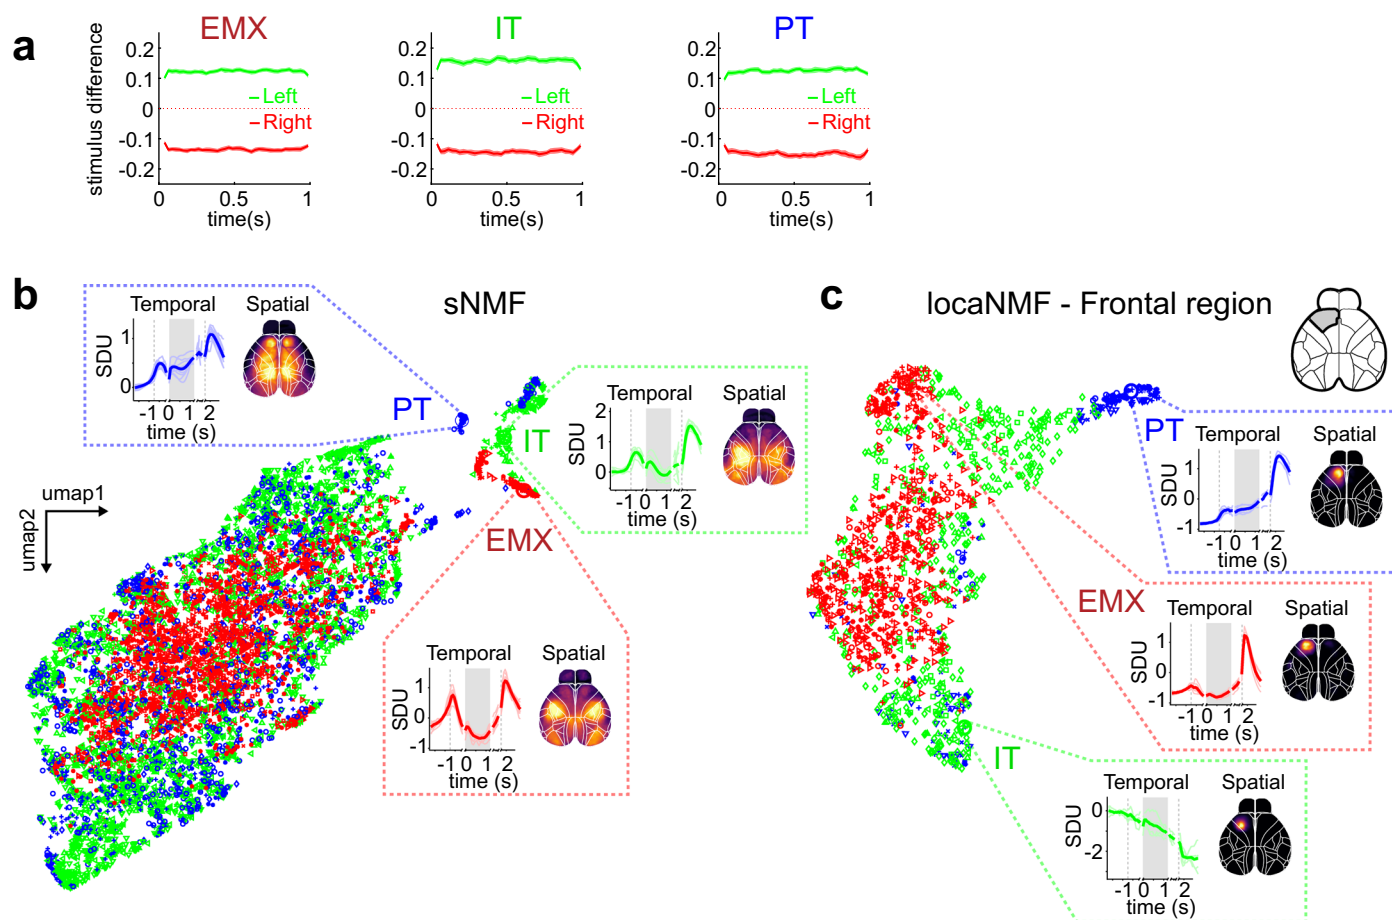 a
EMX
IT
PT
stimulus difference
0.2
0.1
0
-0.1
-0.2
Left
Right
0
0.5
1
time(s)
0.2
0.1
0
-0.1
-0.2
Left
Right
0
0.5
1
time(s)
0.2
0.1
0
-0.1
-0.2
Left
Right
0
0.5
1
time(s)
b
sNMF
Temporal
Spatial
SDU
1
0
-1 0 1 2
time (s)
PT
IT
Temporal
Spatial
SDU
2
1
0
-1 0 1 2
time (s)
umap1
umap2
EMX
Temporal
Spatial
SDU
1
0
-1
-1 0 1 2
time (s)
c
locaNMF - Frontal region
PT
Temporal
Spatial
SDU
1
0
-1
-1 0 1 2
time (s)
EMX
Temporal
Spatial
SDU
1
0
-1
-1 0 1 2
time (s)
IT
Temporal
Spatial
SDU
0
-2
-1 0 1 2
time (s)